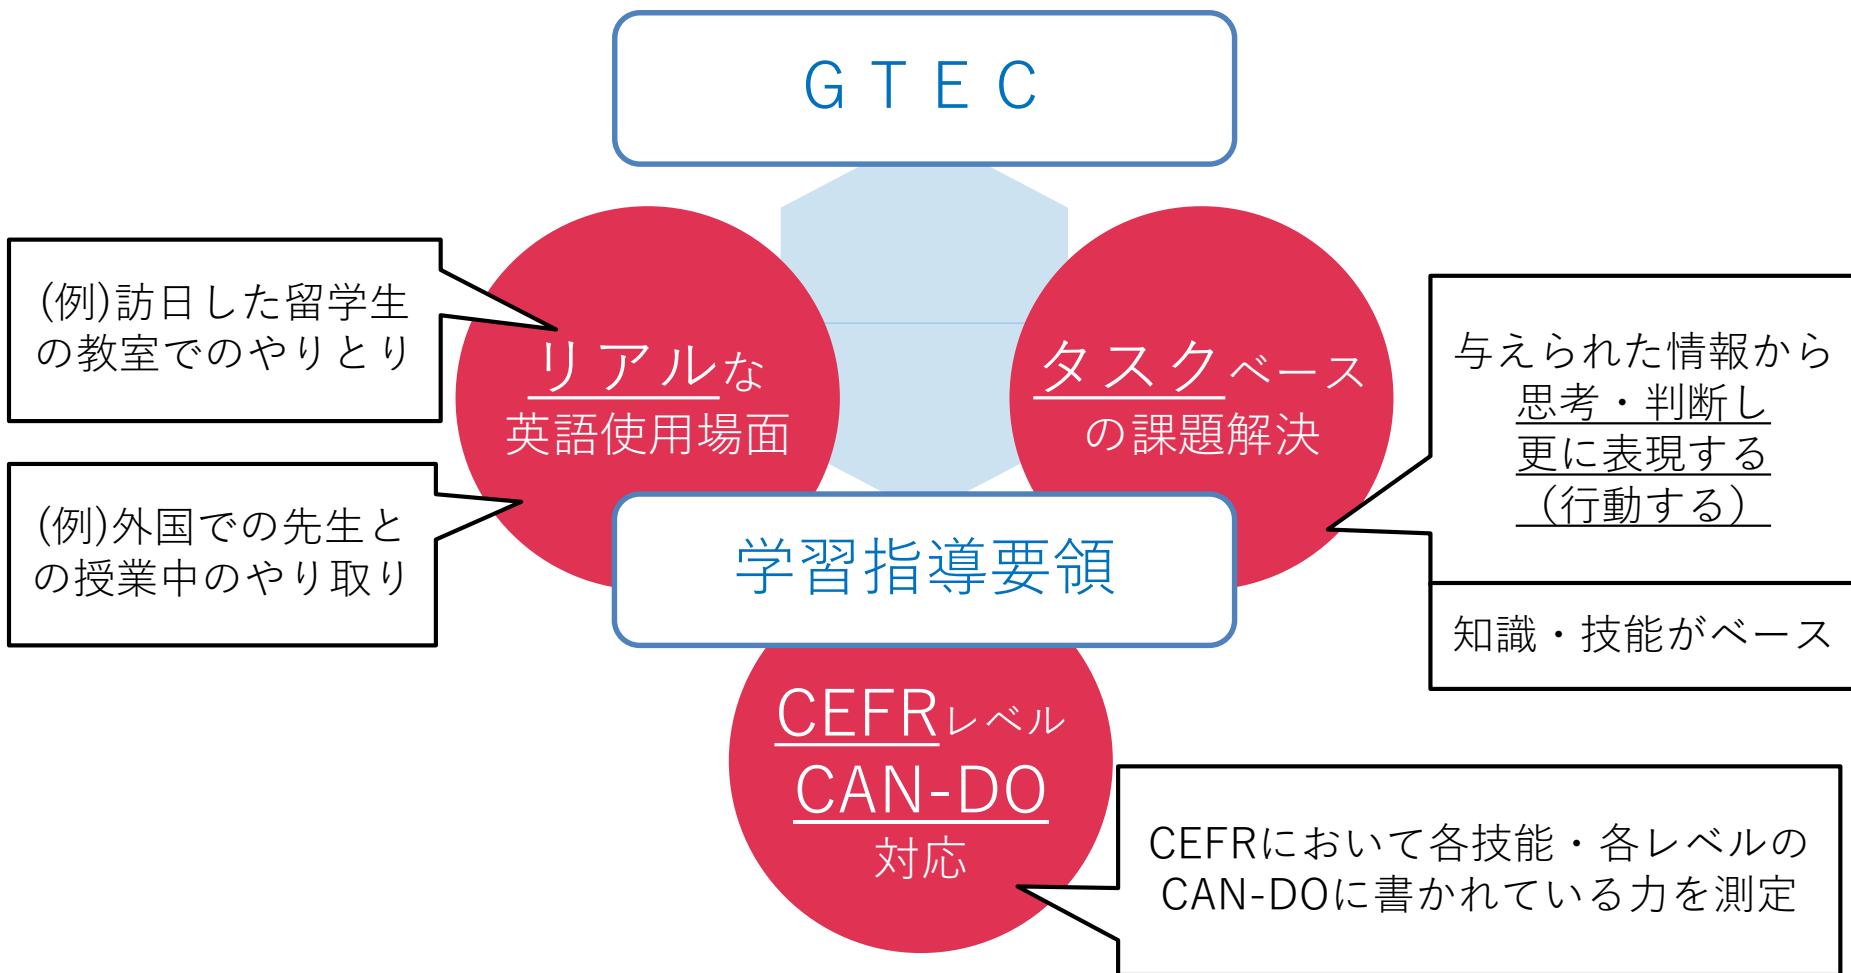 GTEC
(例)訪日した留学生
の教室でのやりとり
リアルな
英語使用場面
(例)外国での先生と
の授業中のやり取り
タスクベース
の課題解決
与えられた情報から
思考・判断し
更に表現する
（行動する）
知識・技能がベース
学習指導要領
CEFRレベル
CAN-DO
対応
CEFRにおいて各技能・各レベルの
CAN-DOに書かれている力を測定